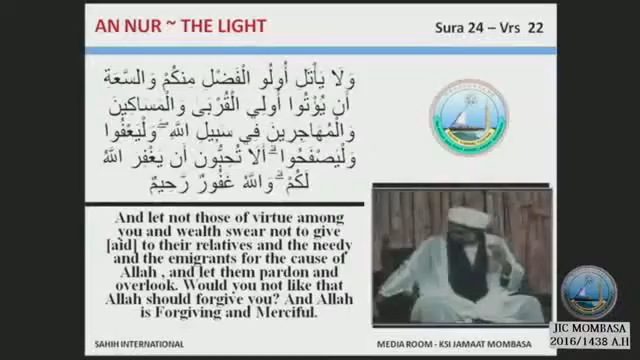 AN NUR ~ THE LIGHT
Sura 24 – Vrs 22
وَلَا يَأْتَلِ أُولُو الْفَضْلِ مِنكُمْ وَالسَّعَةِ
أَن يُؤْتُوا أُولِي الْقُرْبَىٰ وَالْمَسَاكِينَ
وَالْمُهَاجِرِينَ فِي سَبِيلِ اللَّهِ ۖ وَلْيَعْفُوا
وَلْيَصْفَحُوا ۗ أَلَا تُحِبُّونَ أَن يَغْفِرَ اللَّهُ
لَكُمْ ۗ وَاللَّهُ غَفُورٌ رَّحِيمٌ
And let not those of virtue among
you and wealth swear not to give
[aid] to their relatives and the needy
and the emigrants for the cause of
Allah , and let them pardon and
overlook. Would you not like that
Allah should forgive you? And Allah
is Forgiving and Merciful.
SAHIH INTERNATIONAL
MEDIA ROOM - KSI JAMAAT MOMBASA
JIC MOMBASA
2016/1438 A.H